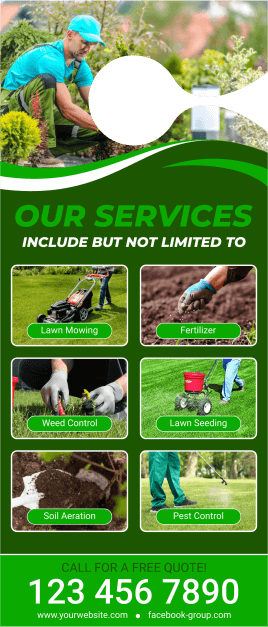 OUR SERVICES
INCLUDE BUT NOT LIMITED TO
Lawn Mowing
Fertilizer
Weed Control
Lawn Seeding
Soil Aeration
Pest Control
CALL FOR A FREE QUOTE!
123 456 7890
www.yourwebsite.com • facebook-group.com